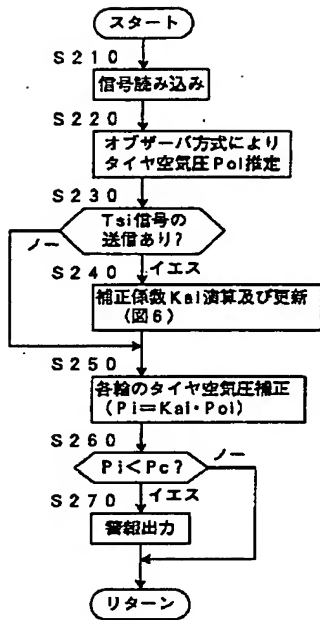 スタート
S210
信号読み込み
S220
オブザーバ方式により
タイヤ空気圧Poi推定
S230
Tsi信号の
送信あり?
ノー
S240
イエス
補正係数Kai演算及び更新
(図6)
S250
各輪のタイヤ空気圧補正
(Pi=Kai・Poi)
S260
Pi<Pc?
ノー
S270
イエス
警報出力
リターン